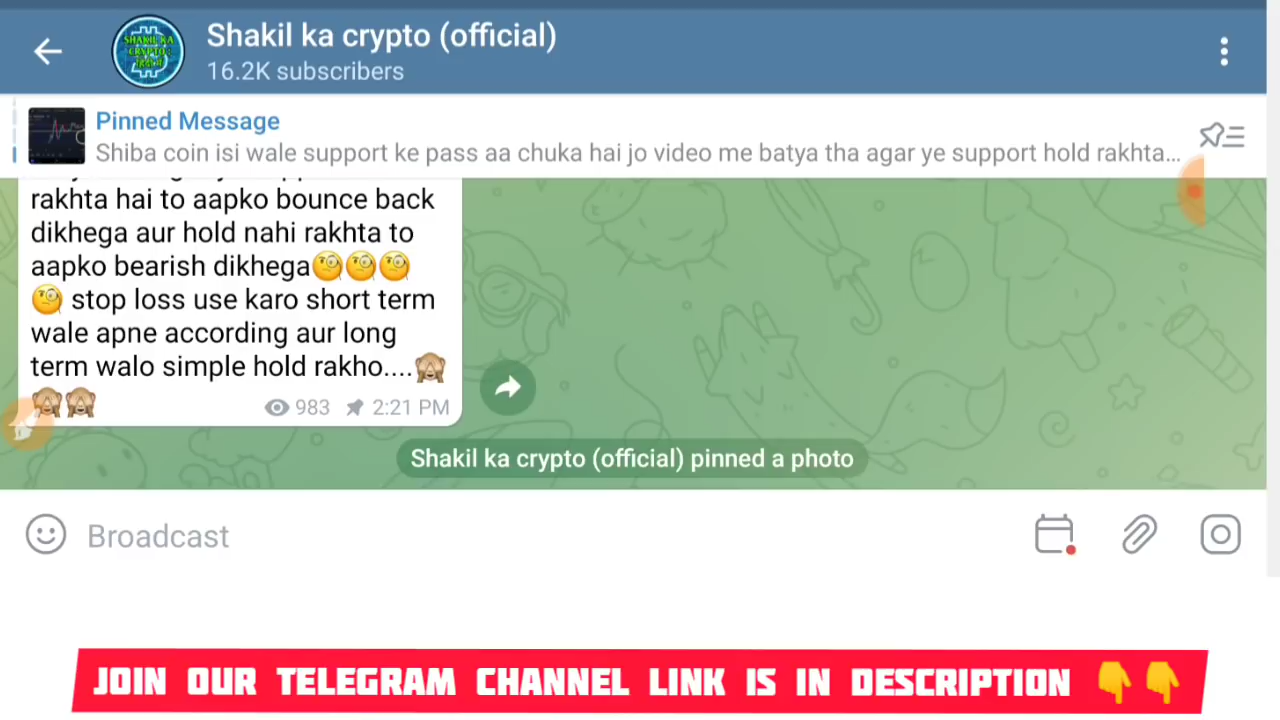 Shakil ka crypto (official)
16.2K subscribers
SHAKIL KA
CRYPTO
Pinned Message
Shiba coin isi wale support ke pass aa chuka hai jo video me batya tha agar ye support hold rakhta...
rakhta hai to aapko bounce back
dikhega aur hold nahi rakhta to
aapko bearish dikhega🧐🧐🧐
🧐 stop loss use karo short term
wale apne according aur long
term walo simple hold rakho....🙈
🙈🙈
983 2:21 PM
Shakil ka crypto (official) pinned a photo
Broadcast
JOIN OUR TELEGRAM CHANNEL LINK IS IN DESCRIPTION 👇👇